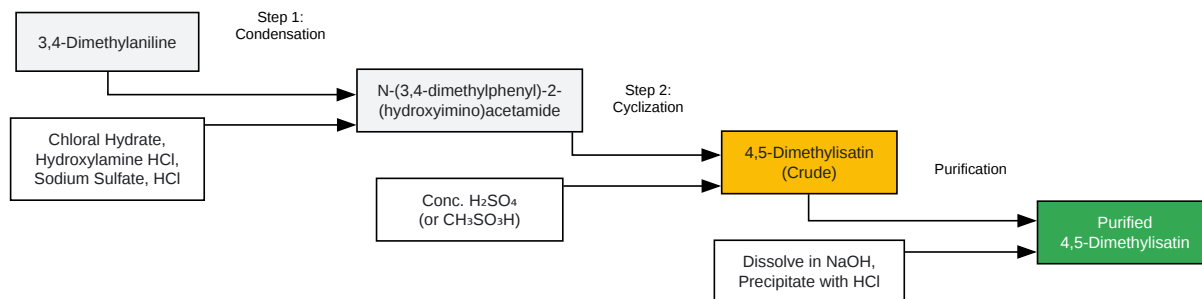 Step 1:
Condensation
3,4-Dimethylaniline
N-(3,4-dimethylphenyl)-2-
(hydroxyimino)acetamide
Step 2:
Cyclization
Chloral Hydrate,
Hydroxylamine HCl,
Sodium Sulfate, HCl
4,5-Dimethylisatin
(Crude)
Purification
Conc. H₂SO₄
(or CH₃SO₃H)
Purified
4,5-Dimethylisatin
Dissolve in NaOH,
Precipitate with HCl